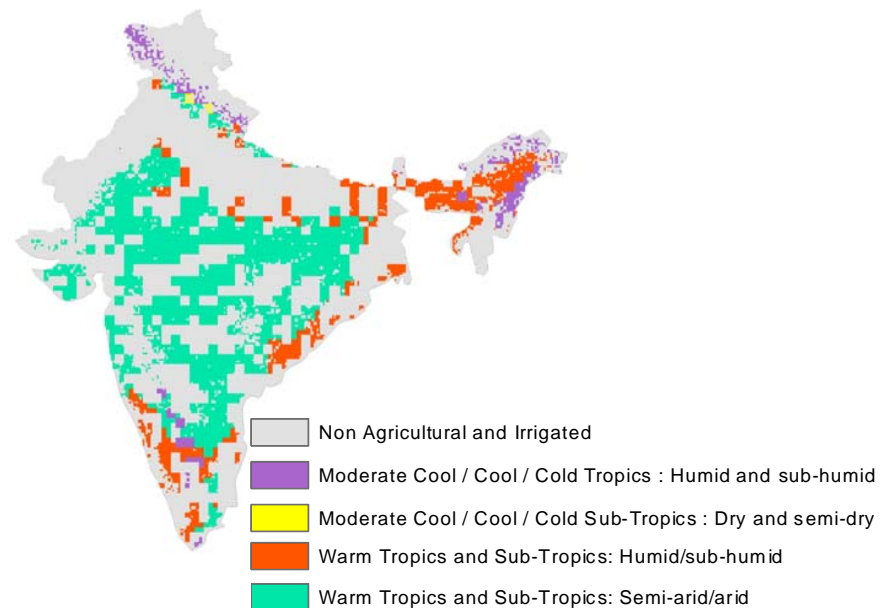 Non Agricultural and Irrigated
Moderate Cool / Cool / Cold Tropics : Humid and sub-humid
Moderate Cool / Cool / Cold Sub-Tropics : Dry and semi-dry
Warm Tropics and Sub-Tropics: Humid/sub-humid
Warm Tropics and Sub-Tropics: Semi-arid/arid